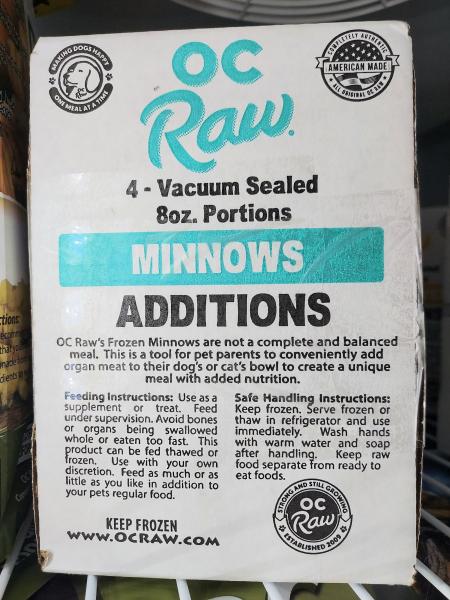 MAKING DOGS HAPPY
ONE MEAL AT A TIME
COMPLETELY AUTHENTIC
AMERICAN MADE
ALL ORIGINAL OC RAW
OC
Raw.
4 - Vacuum Sealed
8oz. Portions
MINNOWS
ADDITIONS
OC Raw's Frozen Minnows are not a complete and balanced
meal. This is a tool for pet parents to conveniently add
organ meat to their dog's or cat's bowl to create a unique
meal with added nutrition.
Feeding Instructions: Use as a
supplement or treat. Feed
under supervision. Avoid bones
or organs being swallowed
whole or eaten too fast. This
product can be fed thawed or
frozen. Use with your own
discretion. Feed as much or as
little as you like in addition to
your pets regular food.
Safe Handling Instructions:
Keep frozen. Serve frozen or
thaw in refrigerator and use
immediately. Wash hands
with warm water and soap
after handling. Keep raw
food separate from ready to
eat foods.
KEEP FROZEN
WWW.OCRAW.COM
STRONG AND STILL GROWING
OC
Raw
ESTABLISHED 2009